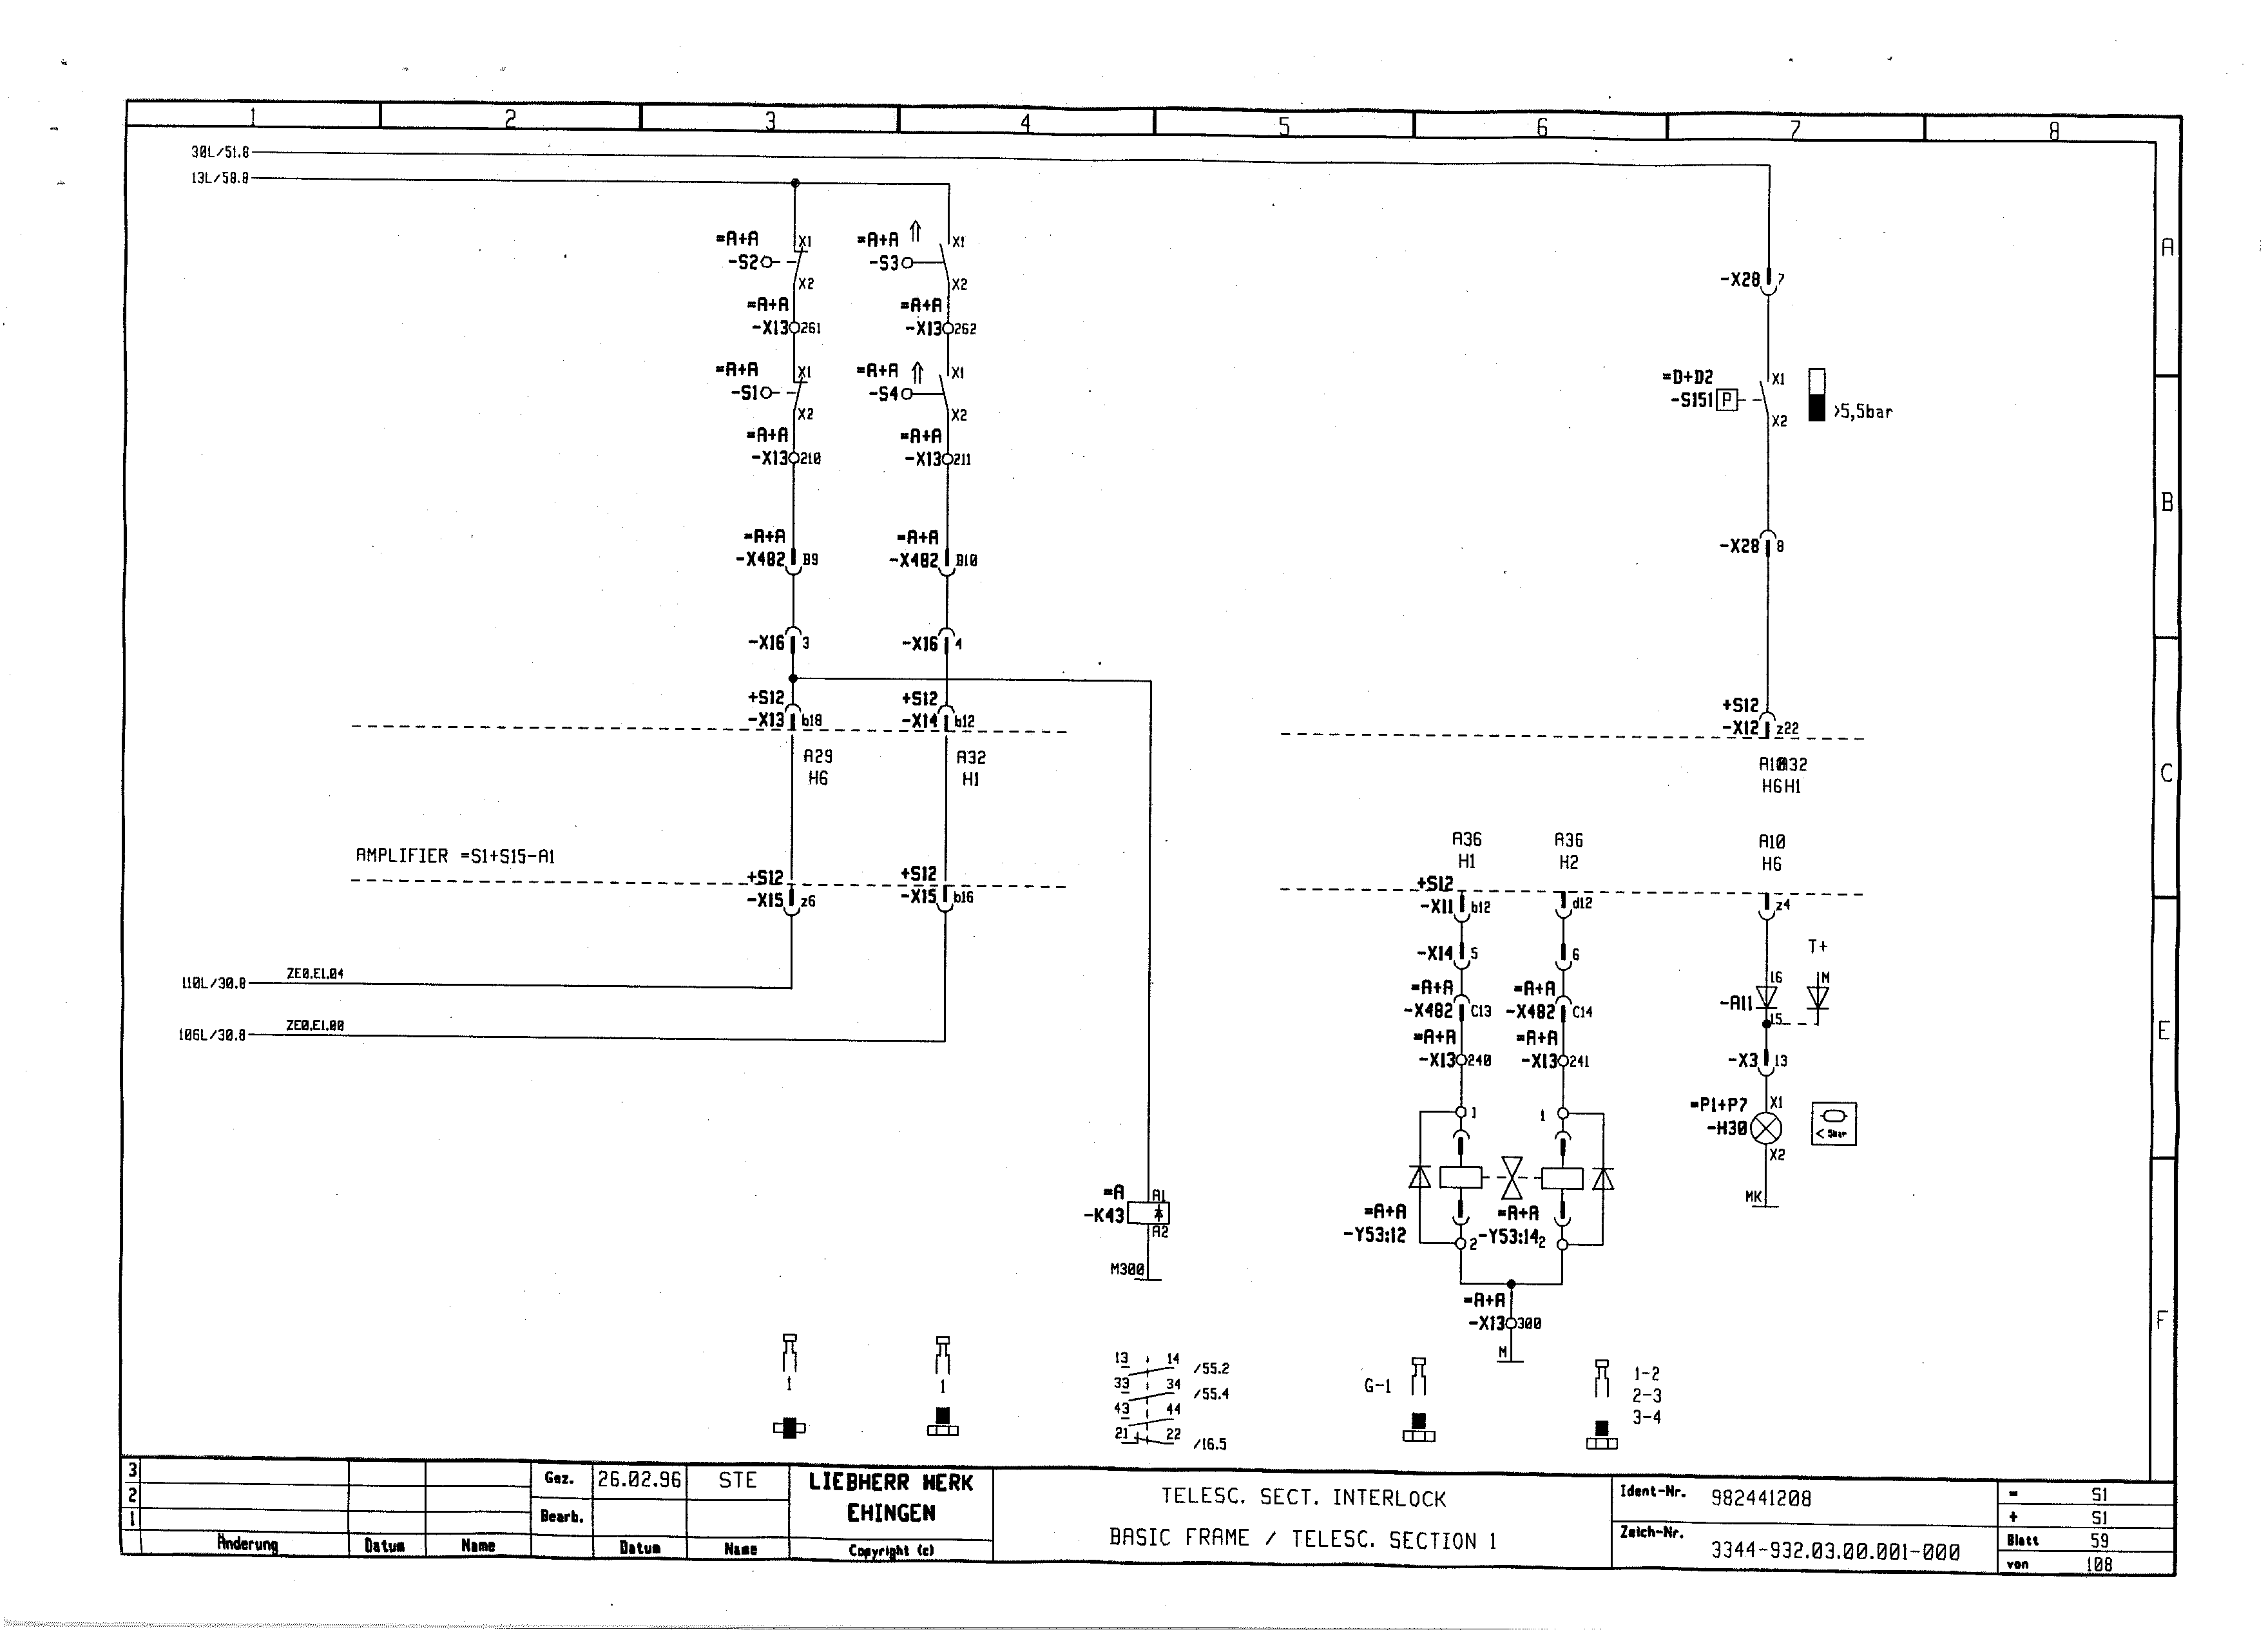 1 2 3 4 5 6 7 8
30L/51.8
13L/58.8
=A+A X1
-S2
X2
=A+A X1
-S3
X2
=A+A
-X13 261
=A+A
-X13 262
=A+A X1
-S1
X2
=A+A X1
-S4
X2
=A+A
-X13 210
=A+A
-X13 211
=A+A
-X482 B9
=A+A
-X482 B10
-X16 3
-X16 4
+S12
-X13 b18
+S12
-X14 b12
A29
H6
A32
H1
AMPLIFIER =S1+S15-A1
+S12
-X15 z6
+S12
-X15 b16
110L/30.8 ZE0.E1.04
106L/30.8 ZE0.E1.00
=A A1
-K43
A2
M300
1
1
13 14 /55.2
33 34 /55.4
43 44
21 22 /16.5
-X28 7
=D+D2 X1
-S151 P
X2
>5,5bar
-X28 8
+S12
-X12 z22
A10A32
H6H1
A36
H1
A36
H2
A10
H6
+S12
-X11 b12
d12
z4
-X14 5
6
T+
=A+A
-X482 C13
=A+A
-X482 C14
16
M
-A11
15
=A+A
-X13 240
=A+A
-X13 241
-X3 13
=P1+P7 X1
-H30
X2
< 5bar
MK
1
1
=A+A
-Y53:12
2
=A+A
-Y53:14
2
=A+A
-X13 300
M
G-1
1-2
2-3
3-4
A
B
C
E
F
3
2
1
Änderung
Datum
Name
Gez. 26.02.96 STE
Bearb.
Datum
Name
LIEBHERR WERK
EHINGEN
Copyright (c)
TELESC. SECT. INTERLOCK
BASIC FRAME / TELESC. SECTION 1
Ident-Nr. 982441208
Zeich-Nr. 3344-932.03.00.001-000
= S1
+ S1
Blatt 59
von 108